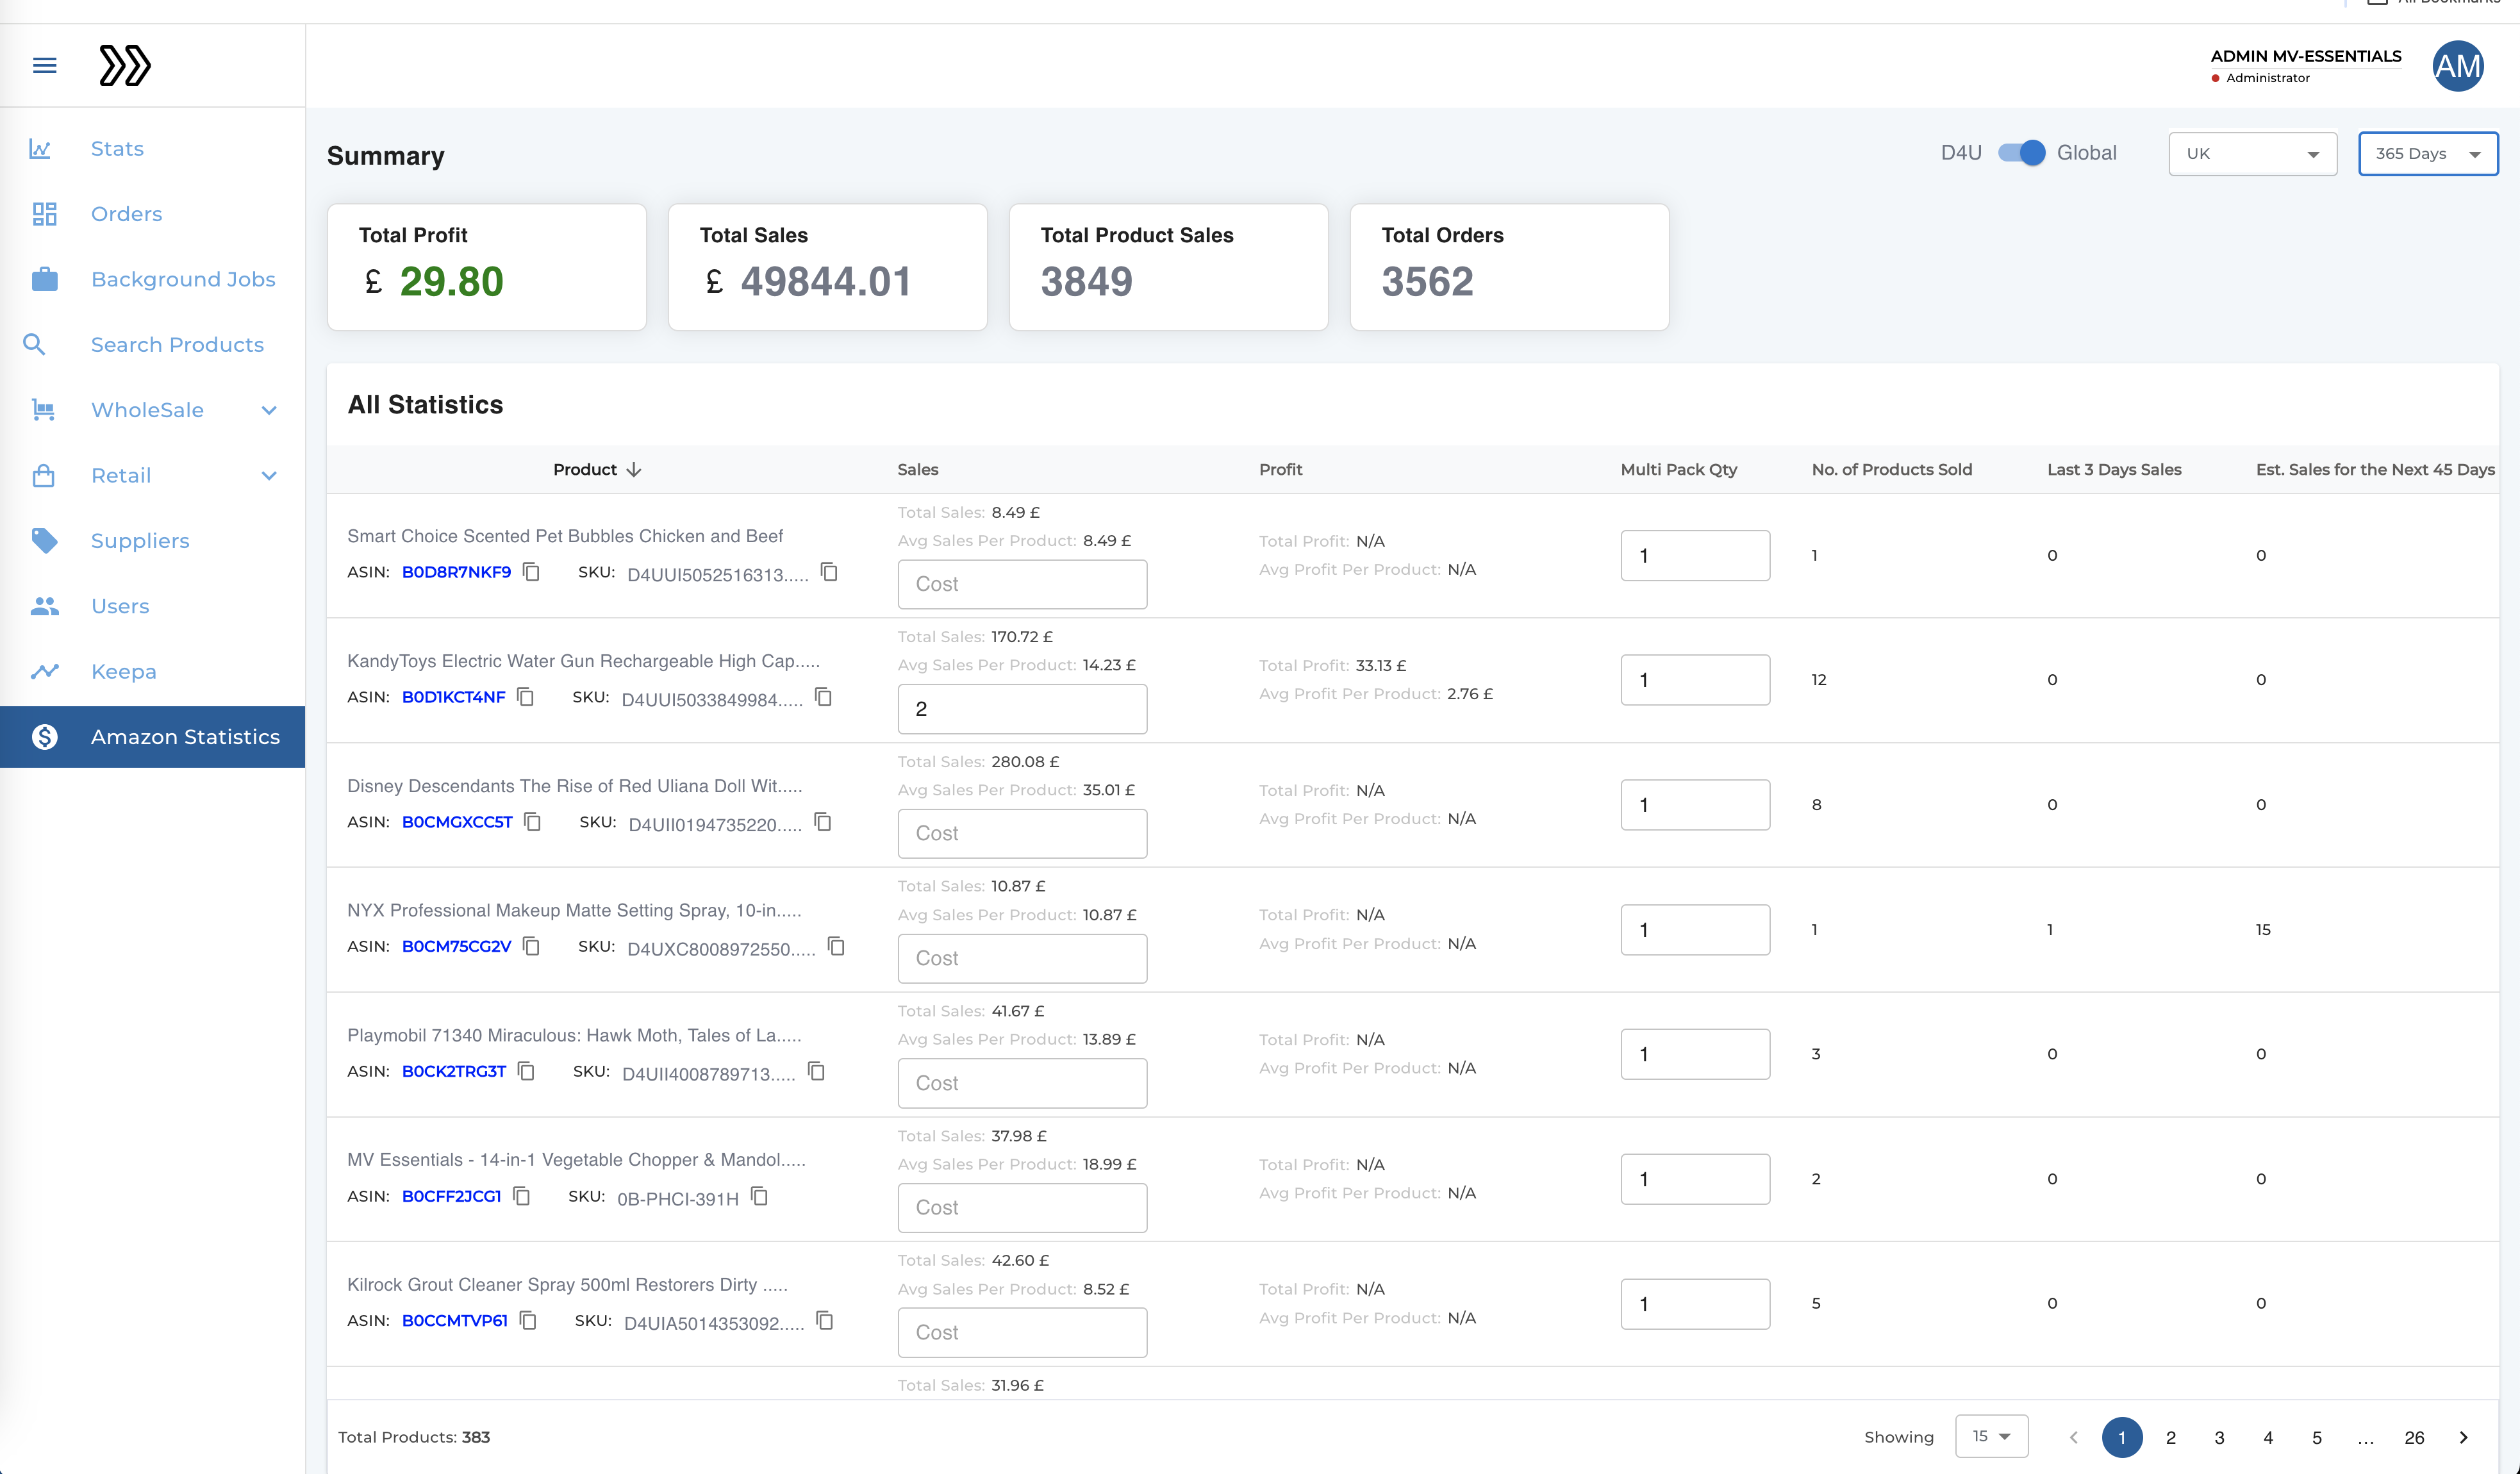 ADMIN MV-ESSENTIALS
Administrator
AM
Stats
Orders
Background Jobs
Search Products
WholeSale
Retail
Suppliers
Users
Keepa
Amazon Statistics
Summary
D4U Global
UK
365 Days
Total Profit
£ 29.80
Total Sales
£ 49844.01
Total Product Sales
3849
Total Orders
3562
All Statistics
Product Sales Profit Multi Pack Qty No. of Products Sold Last 3 Days Sales Est. Sales for the Next 45 Days
Smart Choice Scented Pet Bubbles Chicken and Beef
ASIN: B0D8R7NKF9 SKU: D4UUI5052516313.....
Total Sales: 8.49 £
Avg Sales Per Product: 8.49 £
Cost
Total Profit: N/A
Avg Profit Per Product: N/A
1
1
0
0
KandyToys Electric Water Gun Rechargeable High Cap.....
ASIN: B0D1KCT4NF SKU: D4UUI5033849984.....
Total Sales: 170.72 £
Avg Sales Per Product: 14.23 £
2
Total Profit: 33.13 £
Avg Profit Per Product: 2.76 £
1
12
0
0
Disney Descendants The Rise of Red Uliana Doll Wit.....
ASIN: B0CMGXCC5T SKU: D4UII0194735220.....
Total Sales: 280.08 £
Avg Sales Per Product: 35.01 £
Cost
Total Profit: N/A
Avg Profit Per Product: N/A
1
8
0
0
NYX Professional Makeup Matte Setting Spray, 10-in.....
ASIN: B0CM75CG2V SKU: D4UXC8008972550.....
Total Sales: 10.87 £
Avg Sales Per Product: 10.87 £
Cost
Total Profit: N/A
Avg Profit Per Product: N/A
1
1
1
15
Playmobil 71340 Miraculous: Hawk Moth, Tales of La.....
ASIN: B0CK2TRG3T SKU: D4UII4008789713.....
Total Sales: 41.67 £
Avg Sales Per Product: 13.89 £
Cost
Total Profit: N/A
Avg Profit Per Product: N/A
1
3
0
0
MV Essentials - 14-in-1 Vegetable Chopper & Mandol.....
ASIN: B0CFF2JCG1 SKU: 0B-PHCI-391H
Total Sales: 37.98 £
Avg Sales Per Product: 18.99 £
Cost
Total Profit: N/A
Avg Profit Per Product: N/A
1
2
0
0
Kilrock Grout Cleaner Spray 500ml Restorers Dirty .....
ASIN: B0CCMTVP61 SKU: D4UIA5014353092.....
Total Sales: 42.60 £
Avg Sales Per Product: 8.52 £
Cost
Total Profit: N/A
Avg Profit Per Product: N/A
1
5
0
0
Total Sales: 31.96 £
Total Products: 383
Showing 15 1 2 3 4 5 ... 26